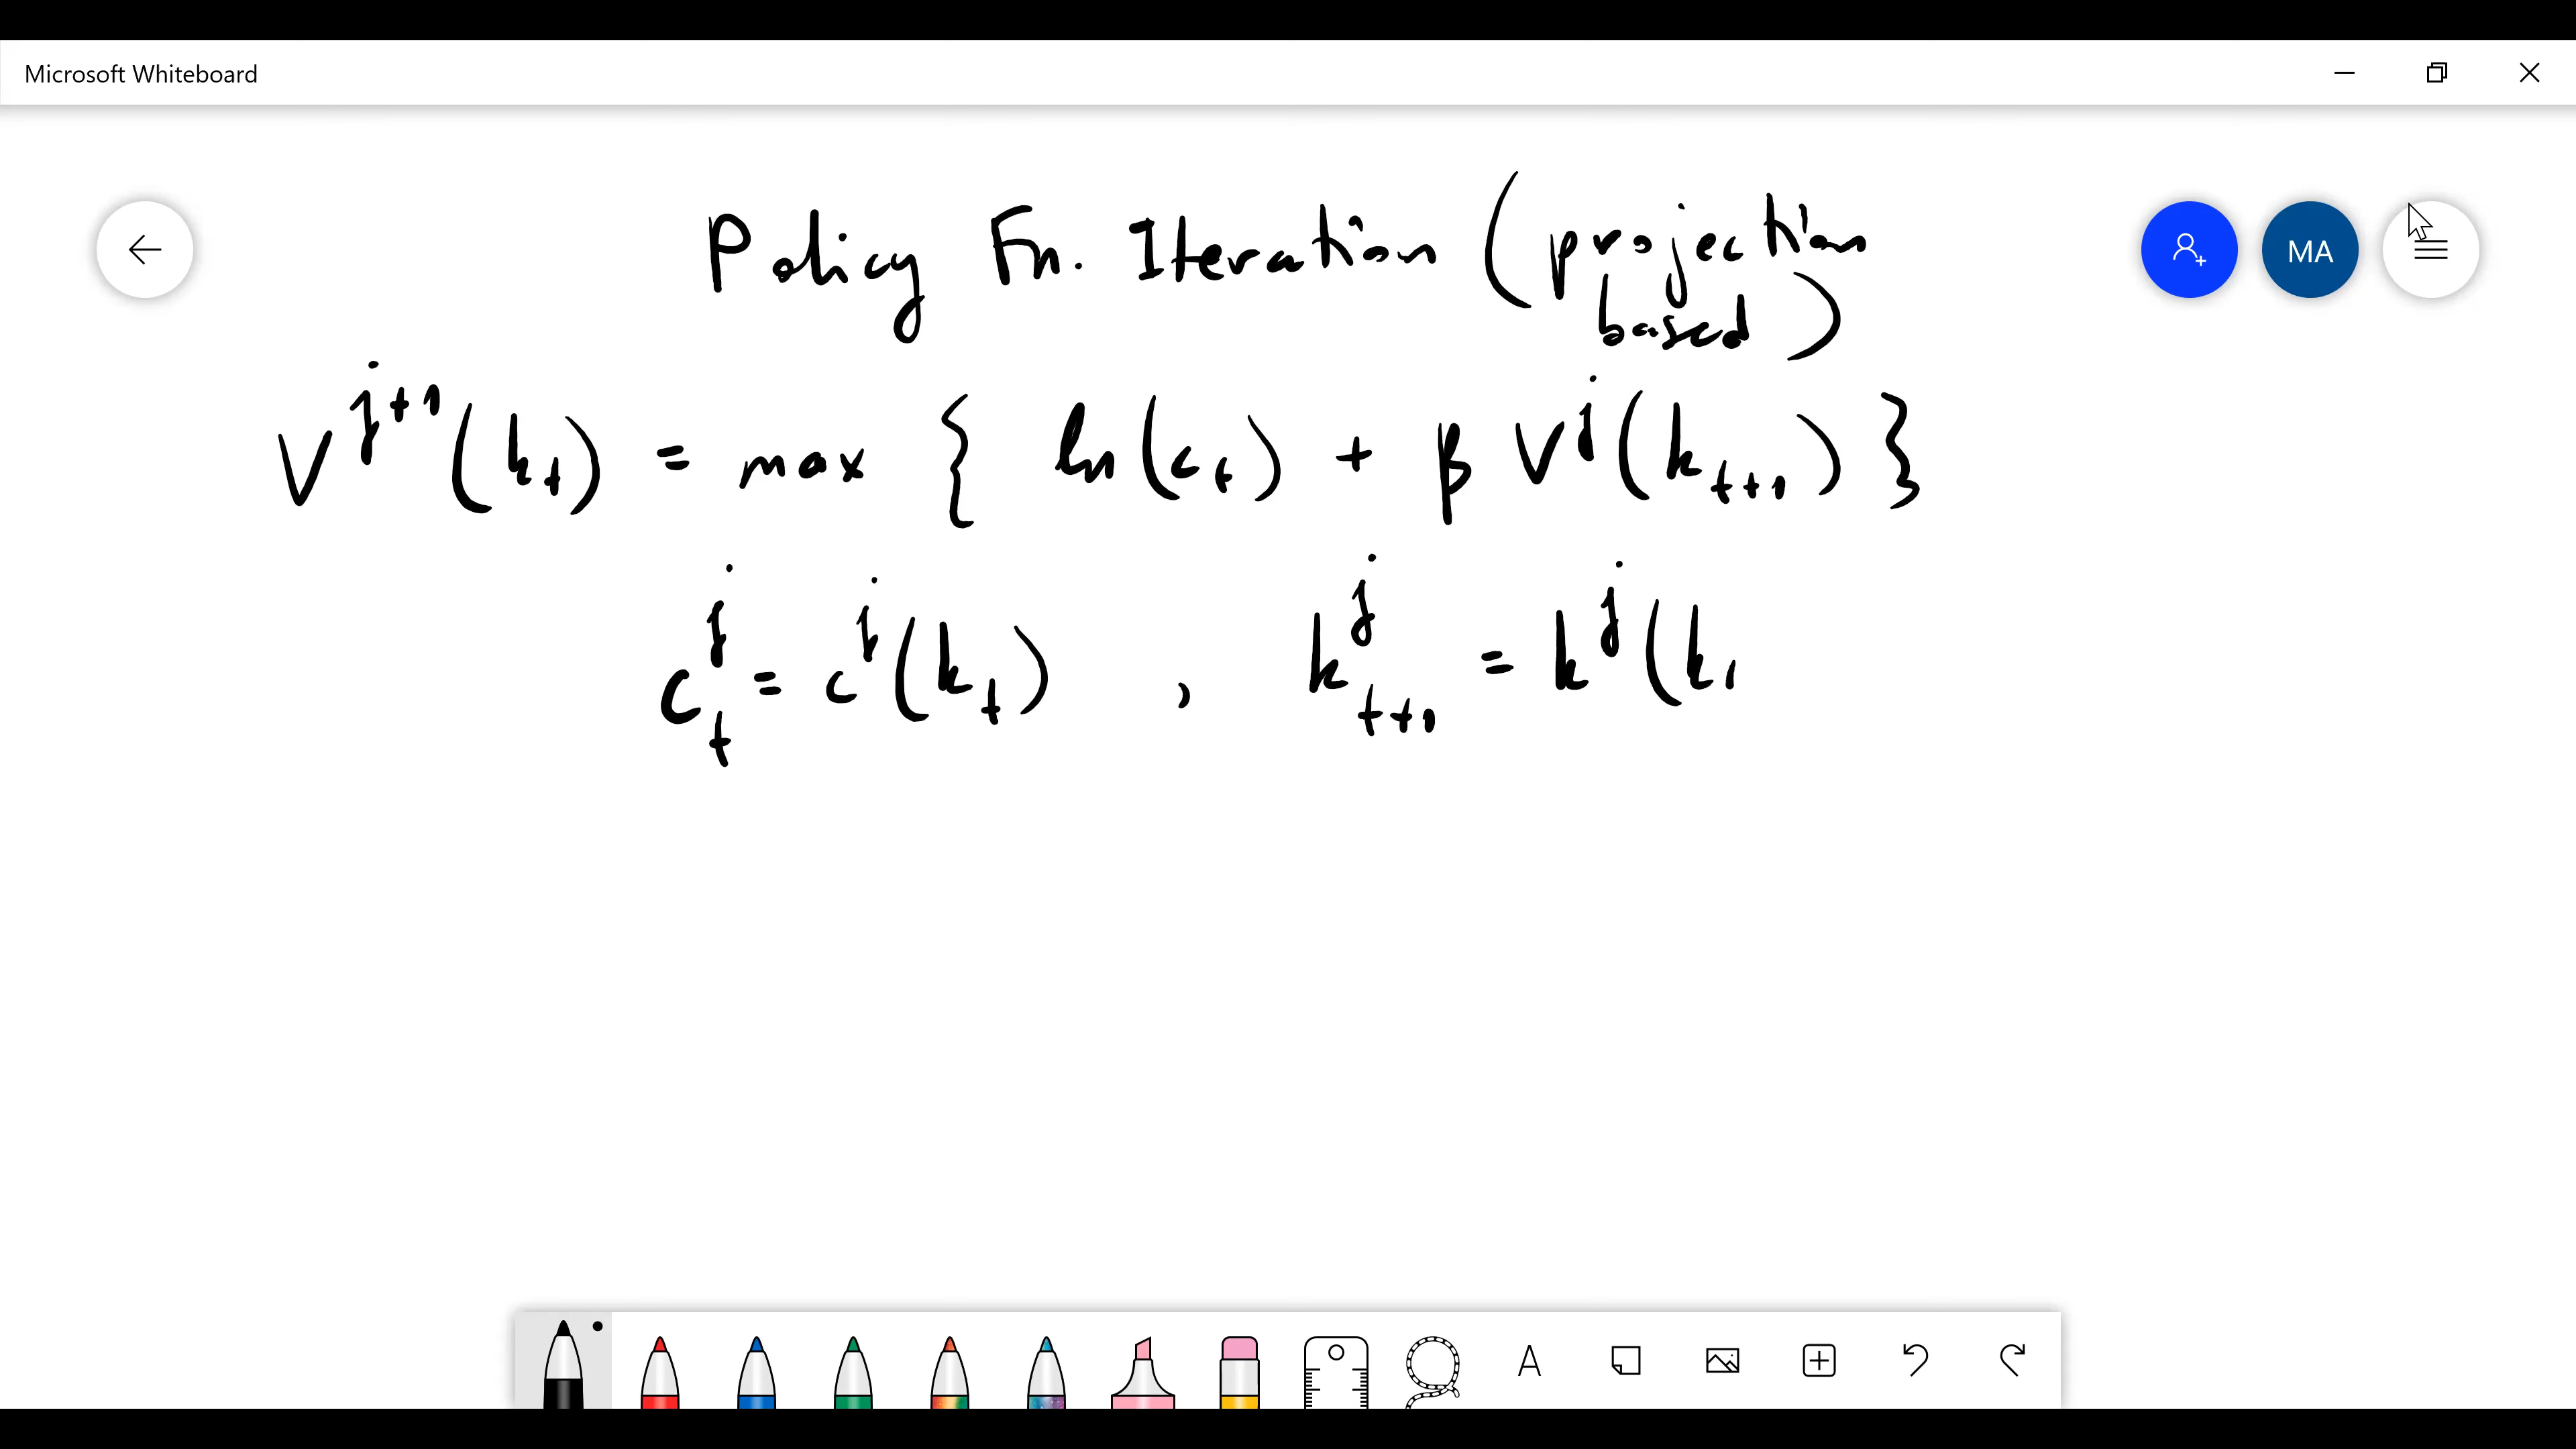 Microsoft Whiteboard
MA
Policy Fn. Iteration (projection
based)
V^{j+1}(k_t) = max { ln(c_t) + β V^j(k_{t+1}) }
c_t^j = c^j(k_t) , k_{t+1}^j = k^j(k
A